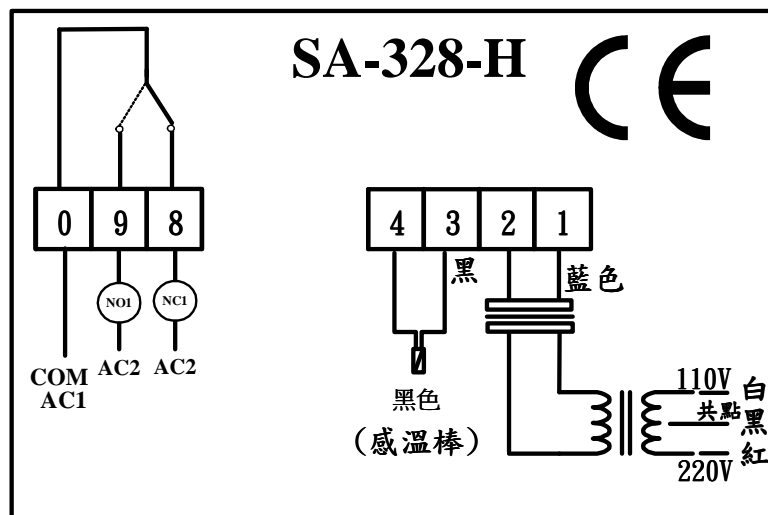 SA-328-H
CE
0 9 8
4 3 2 1
黑
藍色
NO1
NC1
COM
AC1
AC2
AC2
黑色
(感溫棒)
110V
白
共點
黑
紅
220V